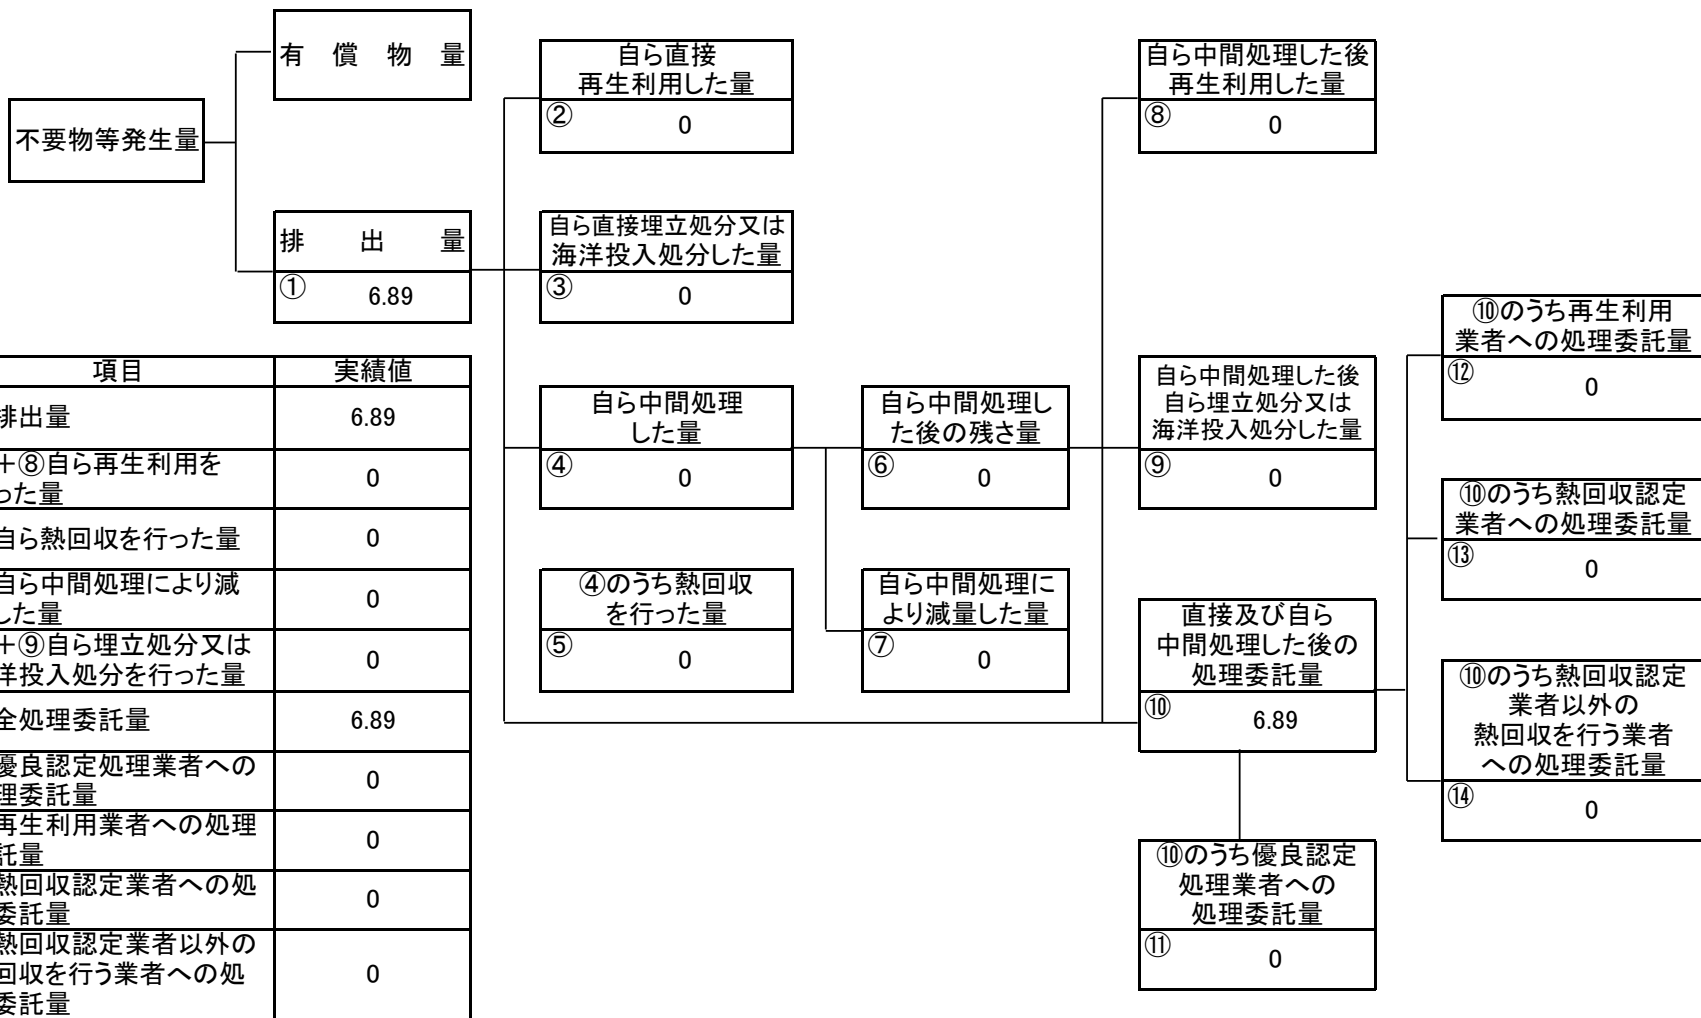 有償物量
不要物等発生量
排出量
① 6.89
自ら直接
再生利用した量
② 0
自ら直接埋立処分又は
海洋投入処分した量
③ 0
自ら中間処理
した量
④ 0
④のうち熱回収
を行った量
⑤ 0
自ら中間処理し
た後の残さ量
⑥ 0
自ら中間処理に
より減量した量
⑦ 0
自ら中間処理した後
再生利用した量
⑧ 0
自ら中間処理した後
自ら埋立処分又は
海洋投入処分した量
⑨ 0
直接及び自ら
中間処理した後の
処理委託量
⑩ 6.89
⑩のうち優良認定
処理業者への
処理委託量
⑪ 0
⑩のうち再生利用
業者への処理委託量
⑫ 0
⑩のうち熱回収認定
業者への処理委託量
⑬ 0
⑩のうち熱回収認定
業者以外の
熱回収を行う業者
への処理委託量
⑭ 0
項目 実績値
排出量 6.89
+⑧自ら再生利用を
った量 0
自ら熱回収を行った量 0
自ら中間処理により減
した量 0
+⑨自ら埋立処分又は
洋投入処分を行った量 0
全処理委託量 6.89
優良認定処理業者への
理委託量 0
再生利用業者への処理
託量 0
熱回収認定業者への処
委託量 0
熱回収認定業者以外の
回収を行う業者への処
委託量 0